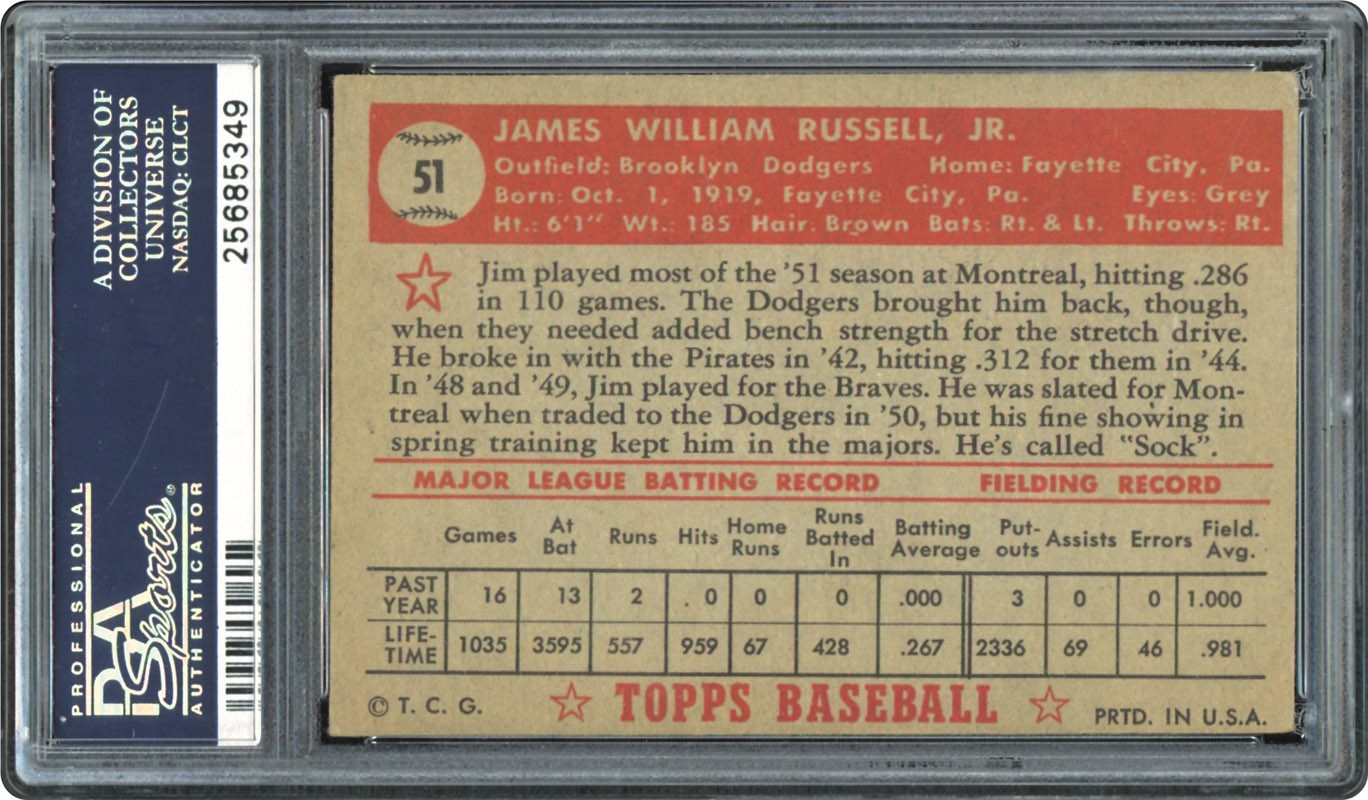 A DIVISION OF
COLLECTORS
UNIVERSE
NASDAQ: CLCT
25685349
PROFESSIONAL
PSA
Sports®
AUTHENTICATOR
51
JAMES WILLIAM RUSSELL, JR.
Outfield: Brooklyn Dodgers Home: Fayette City, Pa.
Born: Oct. 1, 1919, Fayette City, Pa. Eyes: Grey
Ht.: 6'1" Wt.: 185 Hair: Brown Bats: Rt. & Lt. Throws: Rt.
Jim played most of the '51 season at Montreal, hitting .286
in 110 games. The Dodgers brought him back, though,
when they needed added bench strength for the stretch drive.
He broke in with the Pirates in '42, hitting .312 for them in '44.
In '48 and '49, Jim played for the Braves. He was slated for Mon-
treal when traded to the Dodgers in '50, but his fine showing in
spring training kept him in the majors. He's called "Sock".
MAJOR LEAGUE BATTING RECORD FIELDING RECORD
Games At Bat Runs Hits Home Runs Runs Batted In Batting Average Put-outs Assists Errors Field. Avg.
PAST YEAR 16 13 2 0 0 0 .000 3 0 0 1.000
LIFE-TIME 1035 3595 557 959 67 428 .267 2336 69 46 .981
© T. C. G. TOPPS BASEBALL PRTD. IN U.S.A.